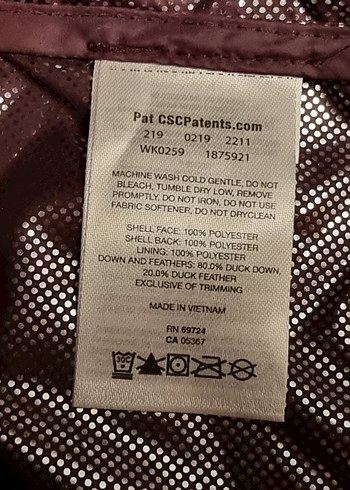 Pat CSCPatents.com
219 0219 2211
WK0259 1875921
MACHINE WASH COLD GENTLE, DO NOT
BLEACH, TUMBLE DRY LOW, REMOVE
PROMPTLY, DO NOT IRON, DO NOT USE
FABRIC SOFTENER, DO NOT DRYCLEAN
SHELL FACE: 100% POLYESTER
SHELL BACK: 100% POLYESTER
LINING: 100% POLYESTER
DOWN AND FEATHERS: 80.0% DUCK DOWN,
20.0% DUCK FEATHER
EXCLUSIVE OF TRIMMING
MADE IN VIETNAM
RN 69724
CA 05367
30C